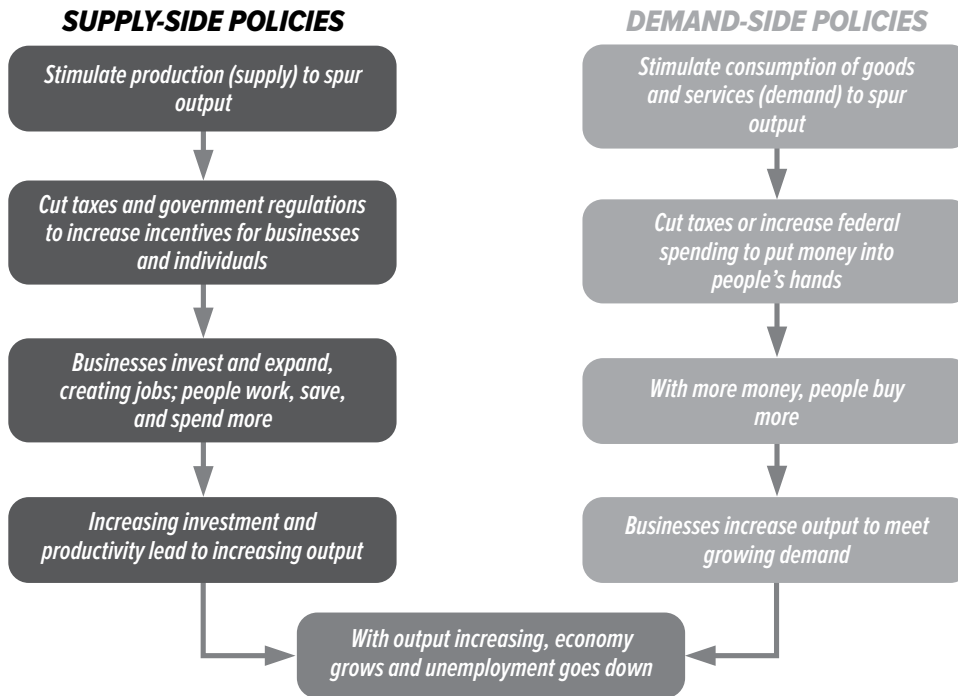 SUPPLY-SIDE POLICIES
Stimulate production (supply) to spur
output
Cut taxes and government regulations
to increase incentives for businesses
and individuals
Businesses invest and expand,
creating jobs; people work, save,
and spend more
Increasing investment and
productivity lead to increasing output
DEMAND-SIDE POLICIES
Stimulate consumption of goods
and services (demand) to spur
output
Cut taxes or increase federal
spending to put money into
people’s hands
With more money, people buy
more
Businesses increase output to meet
growing demand
With output increasing, economy
grows and unemployment goes down